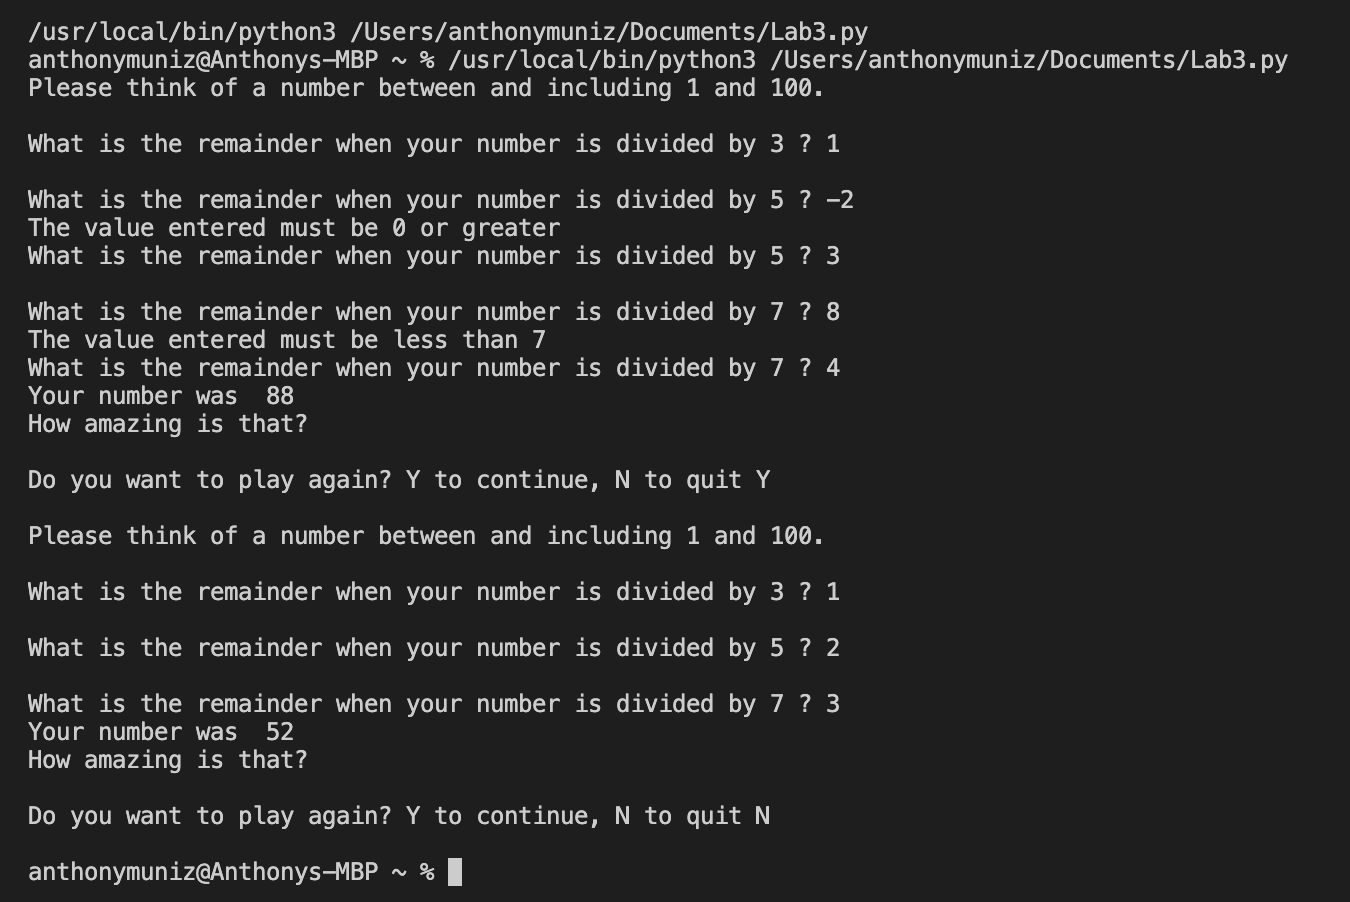 /usr/local/bin/python3 /Users/anthonymuniz/Documents/Lab3.py
anthonymuniz@Anthonys-MBP ~ % /usr/local/bin/python3 /Users/anthonymuniz/Documents/Lab3.py
Please think of a number between and including 1 and 100.
What is the remainder when your number is divided by 3 ? 1
What is the remainder when your number is divided by 5 ? -2
The value entered must be 0 or greater
What is the remainder when your number is divided by 5 ? 3
What is the remainder when your number is divided by 7 ? 8
The value entered must be less than 7
What is the remainder when your number is divided by 7 ? 4
Your number was  88
How amazing is that?
Do you want to play again? Y to continue, N to quit Y
Please think of a number between and including 1 and 100.
What is the remainder when your number is divided by 3 ? 1
What is the remainder when your number is divided by 5 ? 2
What is the remainder when your number is divided by 7 ? 3
Your number was  52
How amazing is that?
Do you want to play again? Y to continue, N to quit N
anthonymuniz@Anthonys-MBP ~ %